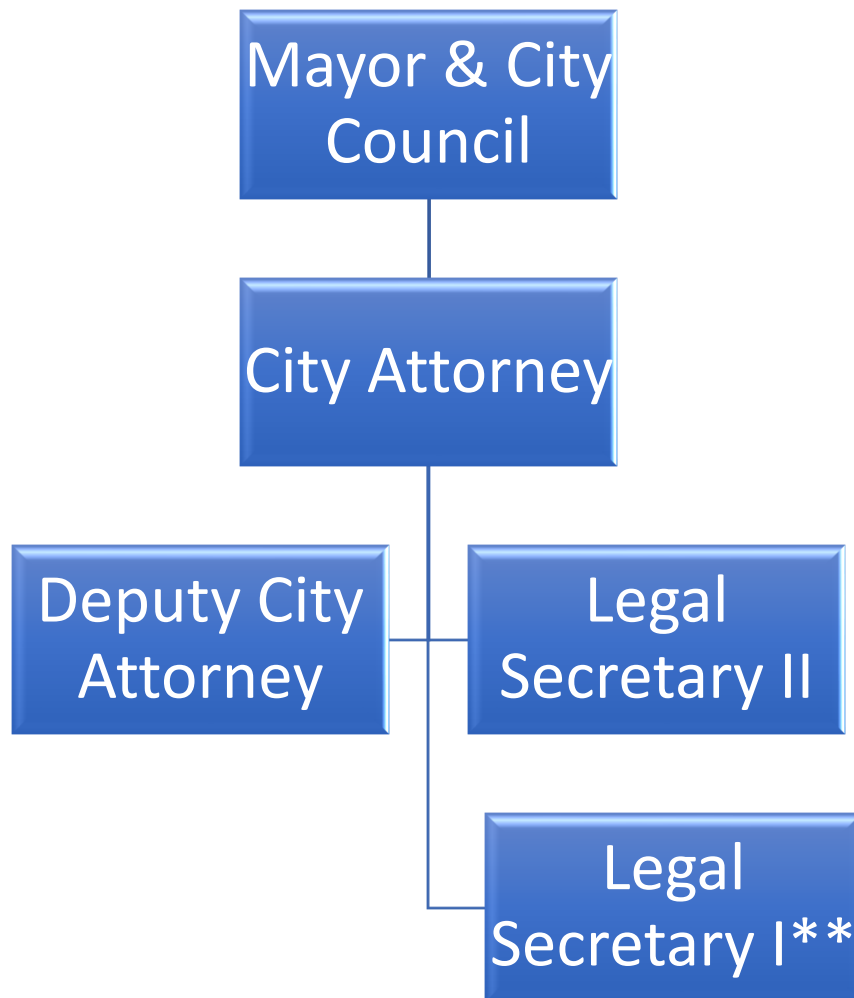 Mayor & City
Council
City Attorney
Deputy City
Attorney
Legal
Secretary II
Legal
Secretary I**